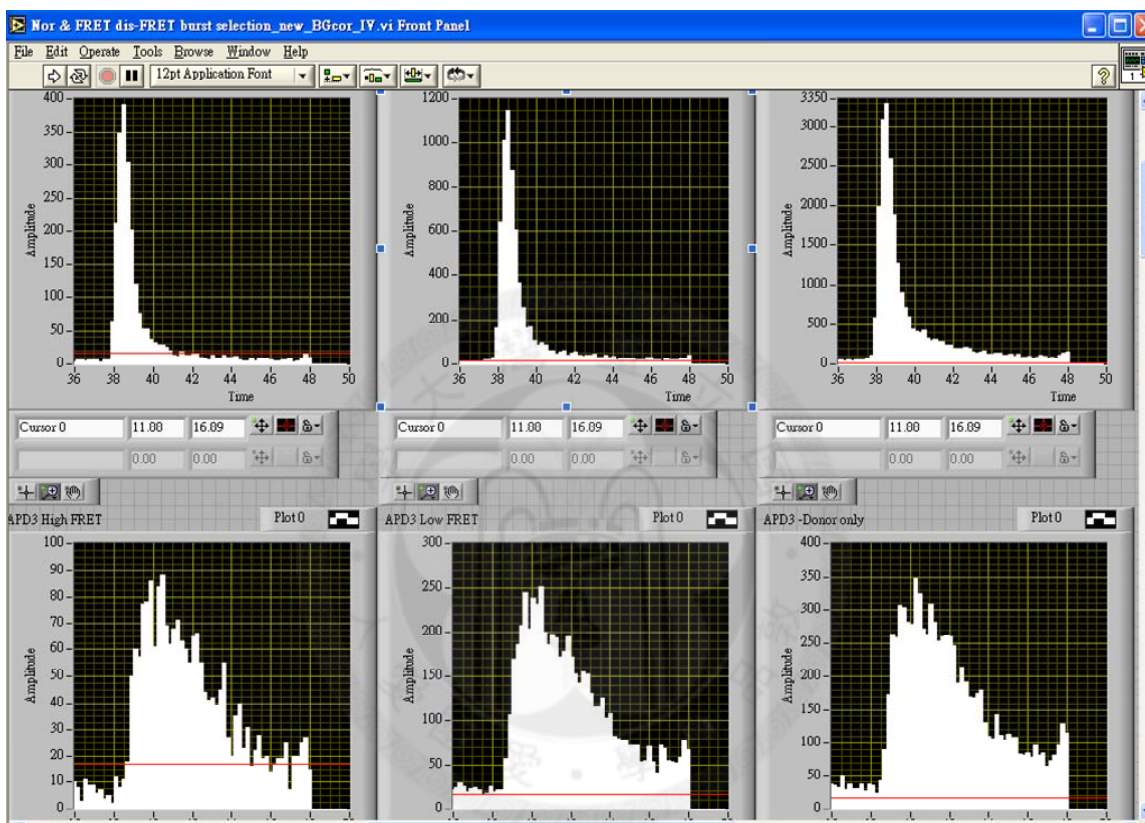 Nor & FRET dis-FRET burst selection_new_BGcor_IV.vi Front Panel
File Edit Operate Tools Browse Window Help
12pt Application Font
?
1
400
350
300
250
200
150
100
50
0
Amplitude
36 38 40 42 44 46 48 50
Time
1200
1000
800
600
400
200
0
Amplitude
36 38 40 42 44 46 48 50
Time
3350
3000
2500
2000
1500
1000
500
0
Amplitude
36 38 40 42 44 46 48 50
Time
Cursor 0 11.00 16.09
0.00 0.00
Cursor 0 11.00 16.09
0.00 0.00
Cursor 0 11.00 16.09
0.00 0.00
APD3 High FRET Plot 0
100
90
80
70
60
50
40
30
20
10
0
Amplitude
APD3 Low FRET Plot 0
300
250
200
150
100
50
0
Amplitude
APD3 -Donor only Plot 0
400
350
300
250
200
150
100
50
0
Amplitude